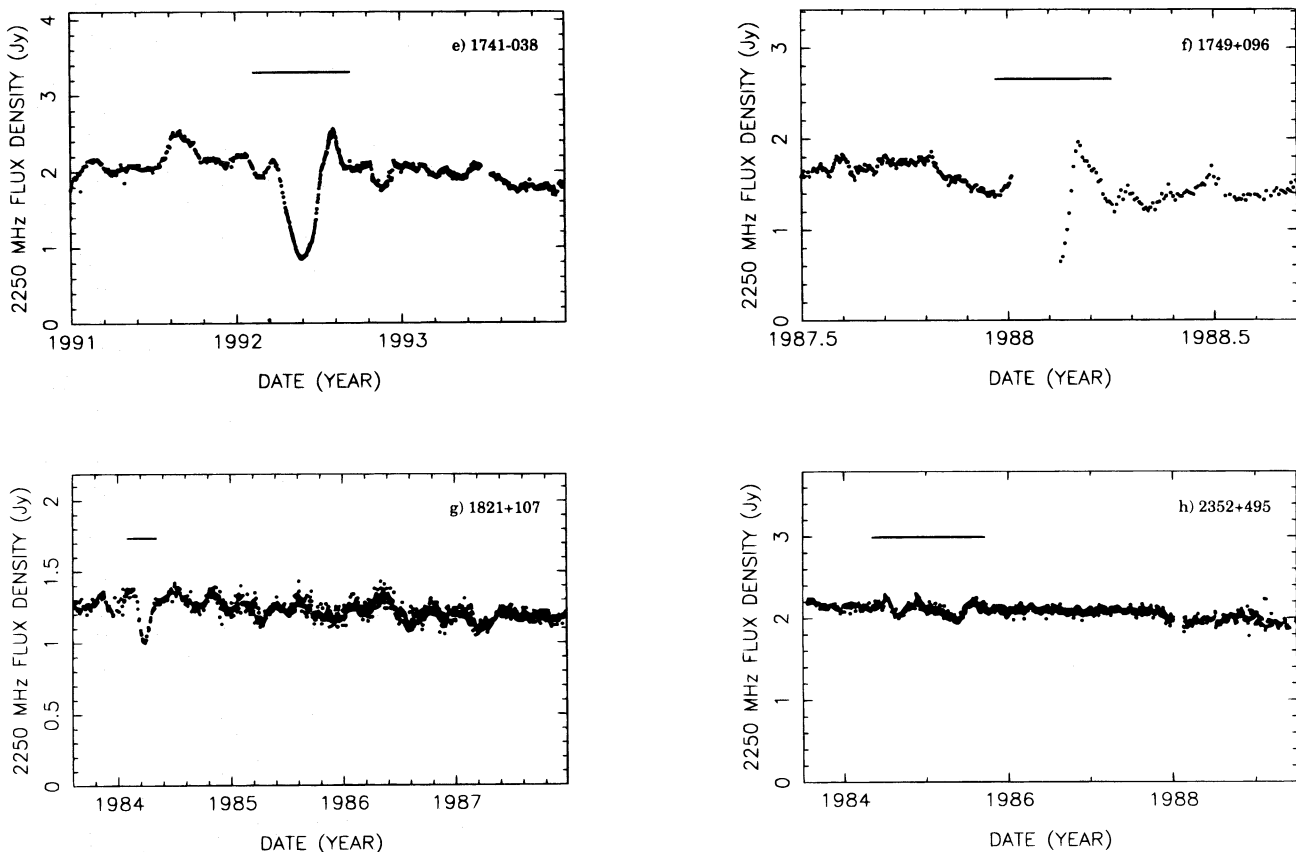 e) 1741-038
2250 MHz FLUX DENSITY (Jy)
4
3
2
1
0
1991
1992
1993
DATE (YEAR)
f) 1749+096
2250 MHz FLUX DENSITY (Jy)
3
2
1
0
1987.5
1988
1988.5
DATE (YEAR)
g) 1821+107
2250 MHz FLUX DENSITY (Jy)
2
1.5
1
0.5
0
1984
1985
1986
1987
DATE (YEAR)
h) 2352+495
2250 MHz FLUX DENSITY (Jy)
3
2
1
0
1984
1986
1988
DATE (YEAR)